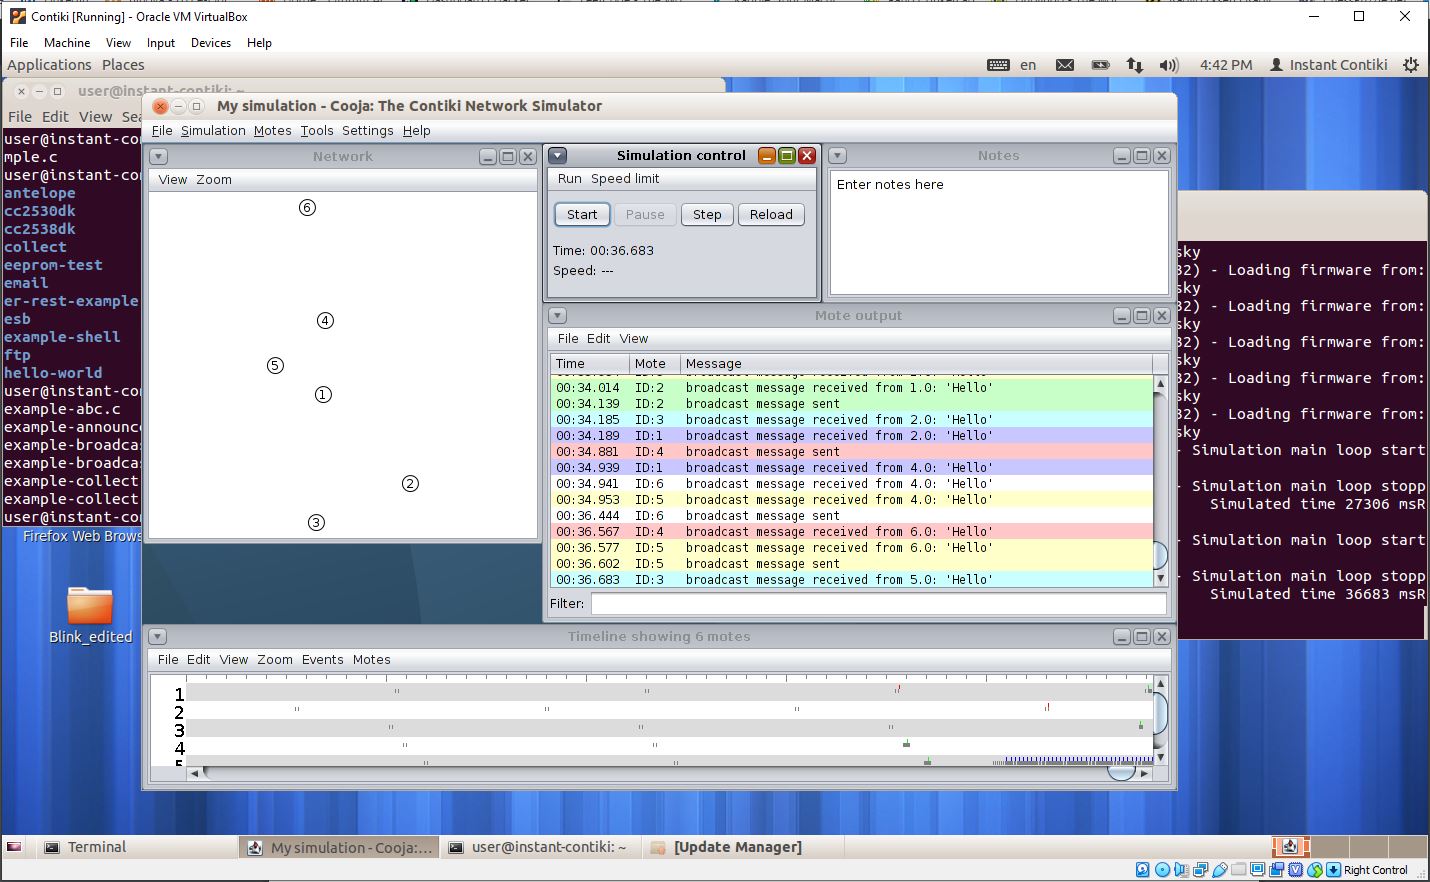 Contiki [Running] - Oracle VM VirtualBox
File Machine View Input Devices Help
Applications Places en 4:42 PM Instant Contiki
user@instant-contiki: ~
File Edit View
user@instant-co
mple.c
user@instant-co
antelope
cc2530dk
cc2538dk
collect
eeprom-test
email
er-rest-example
esb
example-shell
ftp
hello-world
user@instant-co
example-abc.c
example-announc
example-broadca
example-broadca
example-collect
example-collect
user@instant-co
Firefox Web Brows
Blink_edited
My simulation - Cooja: The Contiki Network Simulator
File Simulation Motes Tools Settings Help
Network
View Zoom
6
4
5
1
2
3
Simulation control
Run Speed limit
Start Pause Step Reload
Time: 00:36.683
Speed: ---
Notes
Enter notes here
Mote output
File Edit View
Time Mote Message
00:34.014 ID:2 broadcast message received from 1.0: 'Hello'
00:34.139 ID:2 broadcast message sent
00:34.185 ID:3 broadcast message received from 2.0: 'Hello'
00:34.189 ID:1 broadcast message received from 2.0: 'Hello'
00:34.881 ID:4 broadcast message sent
00:34.939 ID:1 broadcast message received from 4.0: 'Hello'
00:34.941 ID:6 broadcast message received from 4.0: 'Hello'
00:34.953 ID:5 broadcast message received from 4.0: 'Hello'
00:36.444 ID:6 broadcast message sent
00:36.567 ID:4 broadcast message received from 6.0: 'Hello'
00:36.577 ID:5 broadcast message received from 6.0: 'Hello'
00:36.602 ID:5 broadcast message sent
00:36.683 ID:3 broadcast message received from 5.0: 'Hello'
Filter:
sky
32) - Loading firmware from:
sky
32) - Loading firmware from:
sky
32) - Loading firmware from:
sky
32) - Loading firmware from:
sky
32) - Loading firmware from:
sky
- Simulation main loop start
- Simulation main loop stopp
Simulated time 27306 msR
- Simulation main loop start
- Simulation main loop stopp
Simulated time 36683 msR
Timeline showing 6 motes
File Edit View Zoom Events Motes
1
2
3
4
5
Terminal My simulation - Cooja:... user@instant-contiki: ~ [Update Manager]
Right Control